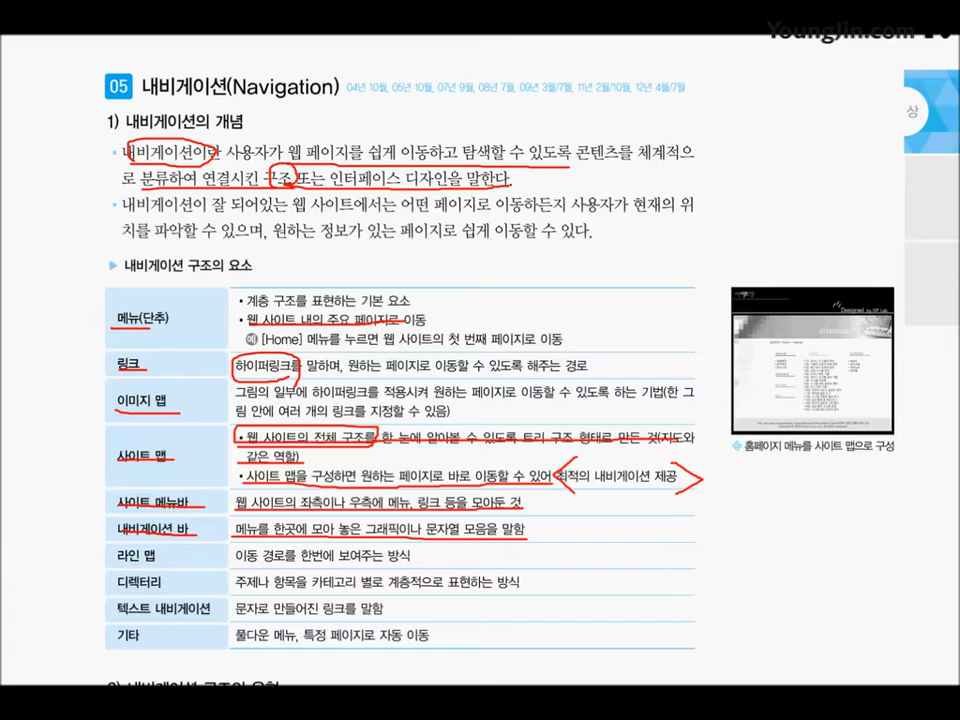 YoungJin.com
05 내비게이션(Navigation) 04년 10월, 05년 10월, 07년 9월, 08년 7월, 09년 3월/7월, 11년 2월/10월, 12년 4월/7월
상
1) 내비게이션의 개념
• 내비게이션이란 사용자가 웹 페이지를 쉽게 이동하고 탐색할 수 있도록 콘텐츠를 체계적으
로 분류하여 연결시킨 구조 또는 인터페이스 디자인을 말한다.
• 내비게이션이 잘 되어있는 웹 사이트에서는 어떤 페이지로 이동하든지 사용자가 현재의 위
치를 파악할 수 있으며, 원하는 정보가 있는 페이지로 쉽게 이동할 수 있다.
▶ 내비게이션 구조의 요소
메뉴(단추)
• 계층 구조를 표현하는 기본 요소
• 웹 사이트 내의 주요 페이지로 이동
예 [Home] 메뉴를 누르면 웹 사이트의 첫 번째 페이지로 이동
링크 하이퍼링크를 말하며, 원하는 페이지로 이동할 수 있도록 해주는 경로
이미지 맵
그림의 일부에 하이퍼링크를 적용시켜 원하는 페이지로 이동할 수 있도록 하는 기법(한 그
림 안에 여러 개의 링크를 지정할 수 있음)
사이트 맵
• 웹 사이트의 전체 구조를 한 눈에 알아볼 수 있도록 트리 구조 형태로 만든 것(지도와
같은 역할)
• 사이트 맵을 구성하면 원하는 페이지로 바로 이동할 수 있어 최적의 내비게이션 제공
사이트 메뉴바 웹 사이트의 좌측이나 우측에 메뉴, 링크 등을 모아둔 것
내비게이션 바 메뉴를 한곳에 모아 놓은 그래픽이나 문자열 모음을 말함
라인 맵 이동 경로를 한번에 보여주는 방식
디렉터리 주제나 항목을 카테고리 별로 계층적으로 표현하는 방식
텍스트 내비게이션 문자로 만들어진 링크를 말함
기타 풀다운 메뉴, 특정 페이지로 자동 이동
❖ 홈페이지 메뉴를 사이트 맵으로 구성